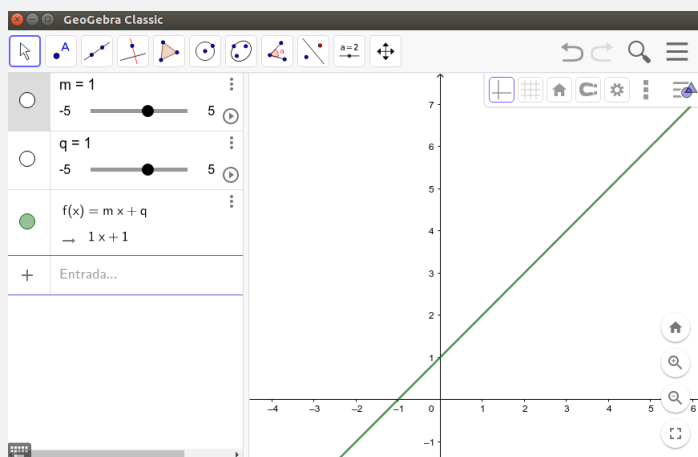 GeoGebra Classic
A
a=2
m = 1
-5 5
q = 1
-5 5
f(x) = m x + q
→ 1 x + 1
+ Entrada...
7
6
5
4
3
2
1
−4 −3 −2 −1 0 1 2 3 4 5 6
−1